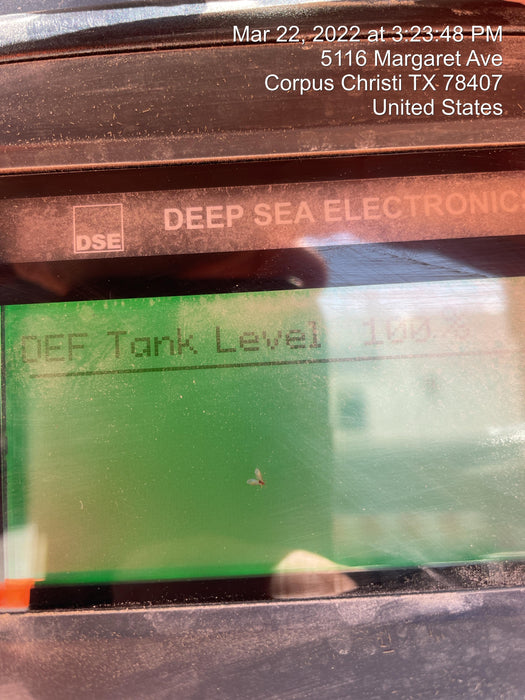 Mar 22, 2022 at 3:23:48 PM
5116 Margaret Ave
Corpus Christi TX 78407
United States
DSE
DEEP SEA ELECTRONIC
DEF Tank Level 100 %